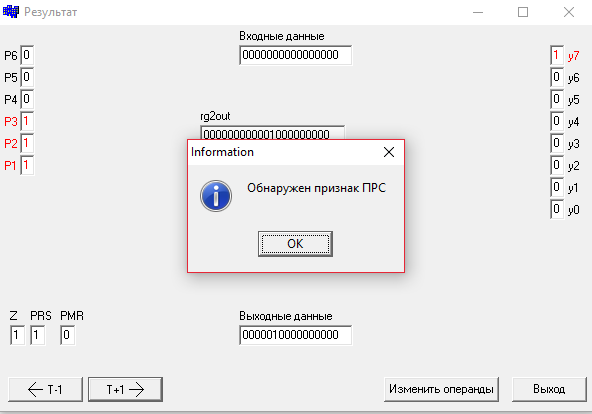 Результат
Входные данные
0000000000000000
P6 0
P5 0
P4 0
P3 1
P2 1
P1 1
1 y7
0 y6
0 y5
0 y4
0 y3
0 y2
0 y1
0 y0
rg2out
000000000001000000000
Information
Обнаружен признак ПРС
OK
Z PRS PMR
1 1 0
Выходные данные
0000010000000000
T-1
T+1
Изменить операнды
Выход